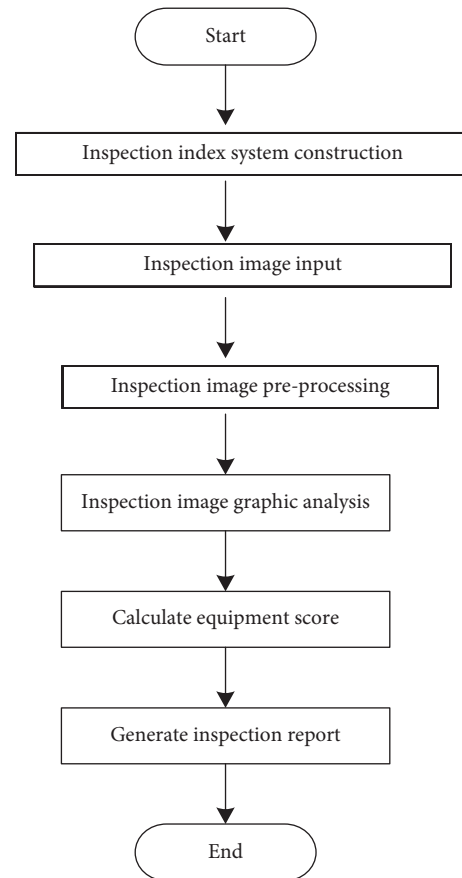 Start
Inspection index system construction
Inspection image input
Inspection image pre-processing
Inspection image graphic analysis
Calculate equipment score
Generate inspection report
End